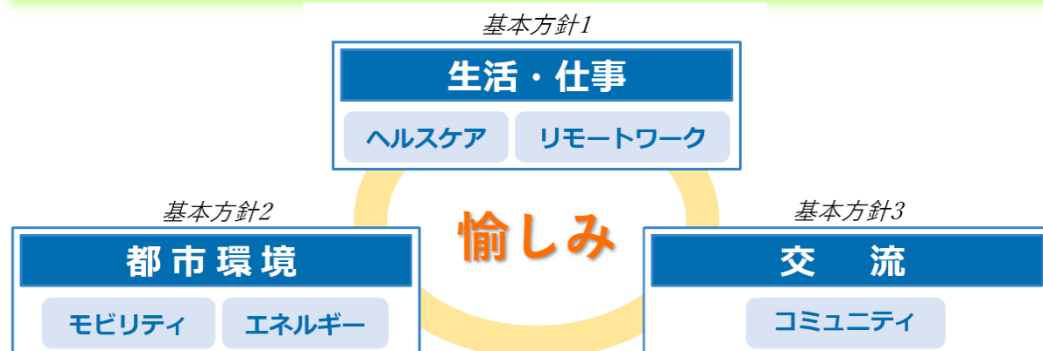 基本方針1
生活・仕事
ヘルスケア リモートワーク
愉しみ
基本方針2
都市環境
モビリティ エネルギー
基本方針3
交 流
コミュニティ